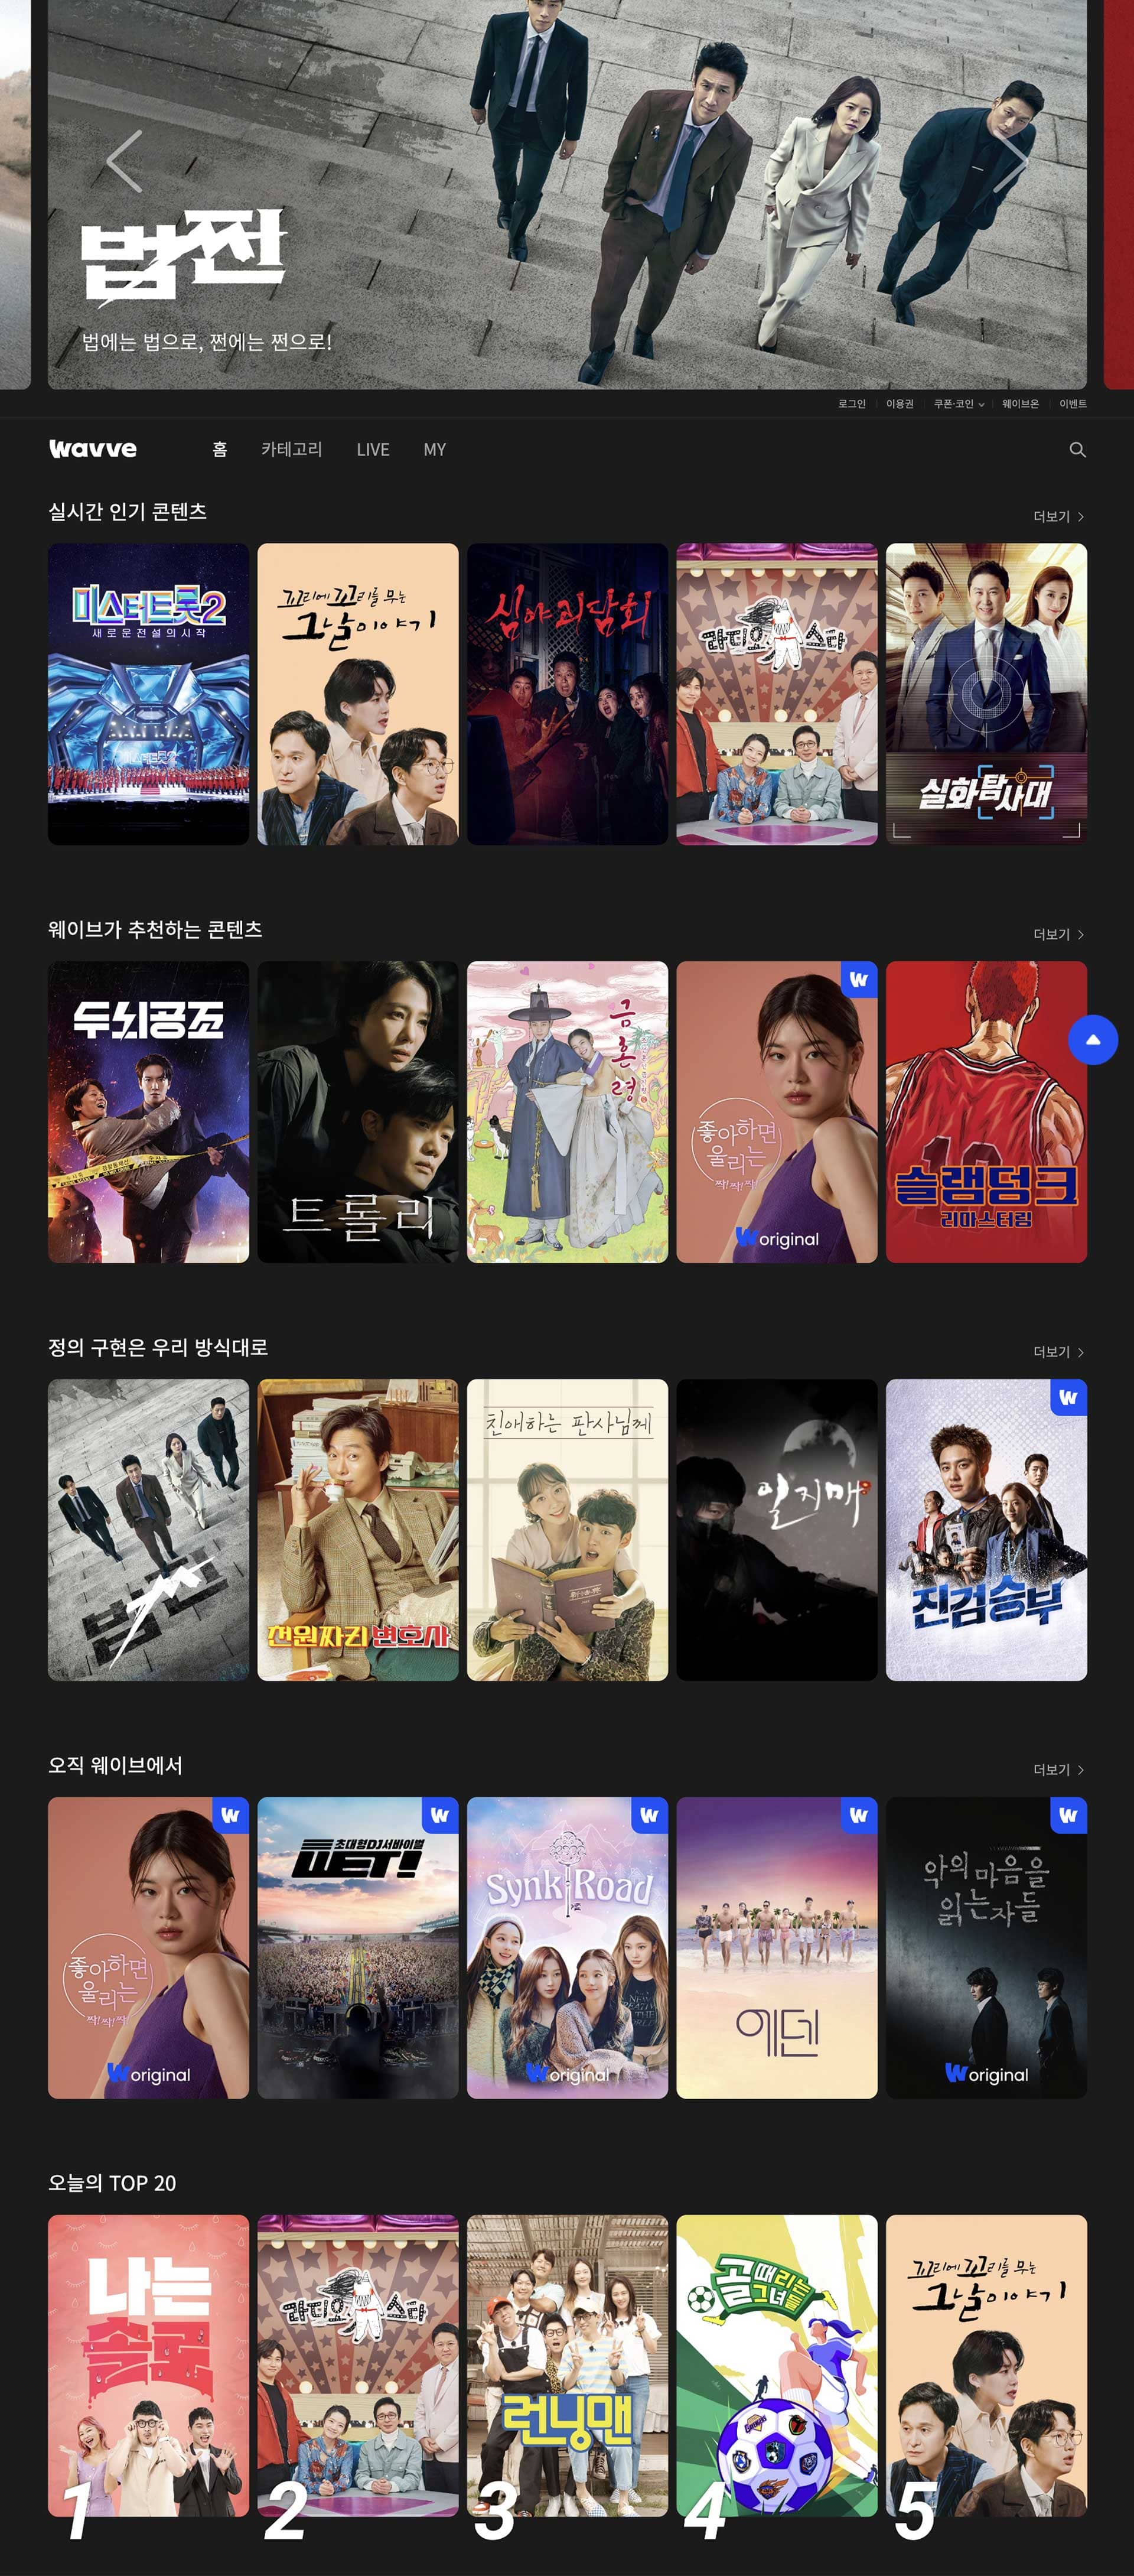 법쩐
법에는 법으로, 쩐에는 쩐으로!
로그인 이용권 쿠폰·코인 웨이브온 이벤트
wavve 홈 카테고리 LIVE MY
실시간 인기 콘텐츠 더보기
미스터트롯2
새로운 전설의 시작
미스터트롯2
꼬리에 꼬리를 무는
그날 이야기
심야괴담회
라디오스타
실화탐사대
웨이브가 추천하는 콘텐츠 더보기
두뇌공조
트롤리
금혼령
W
좋아하면
울리는
짝!짝!짝!
W original
10
슬램덩크
리마스터링
정의 구현은 우리 방식대로 더보기
법쩐
천원짜리 변호사
친애하는 판사님께
일지매
W
진검승부
오직 웨이브에서 더보기
W
좋아하면
울리는
짝!짝!짝!
W original
W
초대형DJ서바이벌
WET!
W
Synk Road
W original
W
에덴
W
악의 마음을
읽는 자들
W original
오늘의 TOP 20
나는
솔로
1
라디오스타
2
런닝맨
3
골때리는
그녀들
4
꼬리에 꼬리를 무는
그날 이야기
5